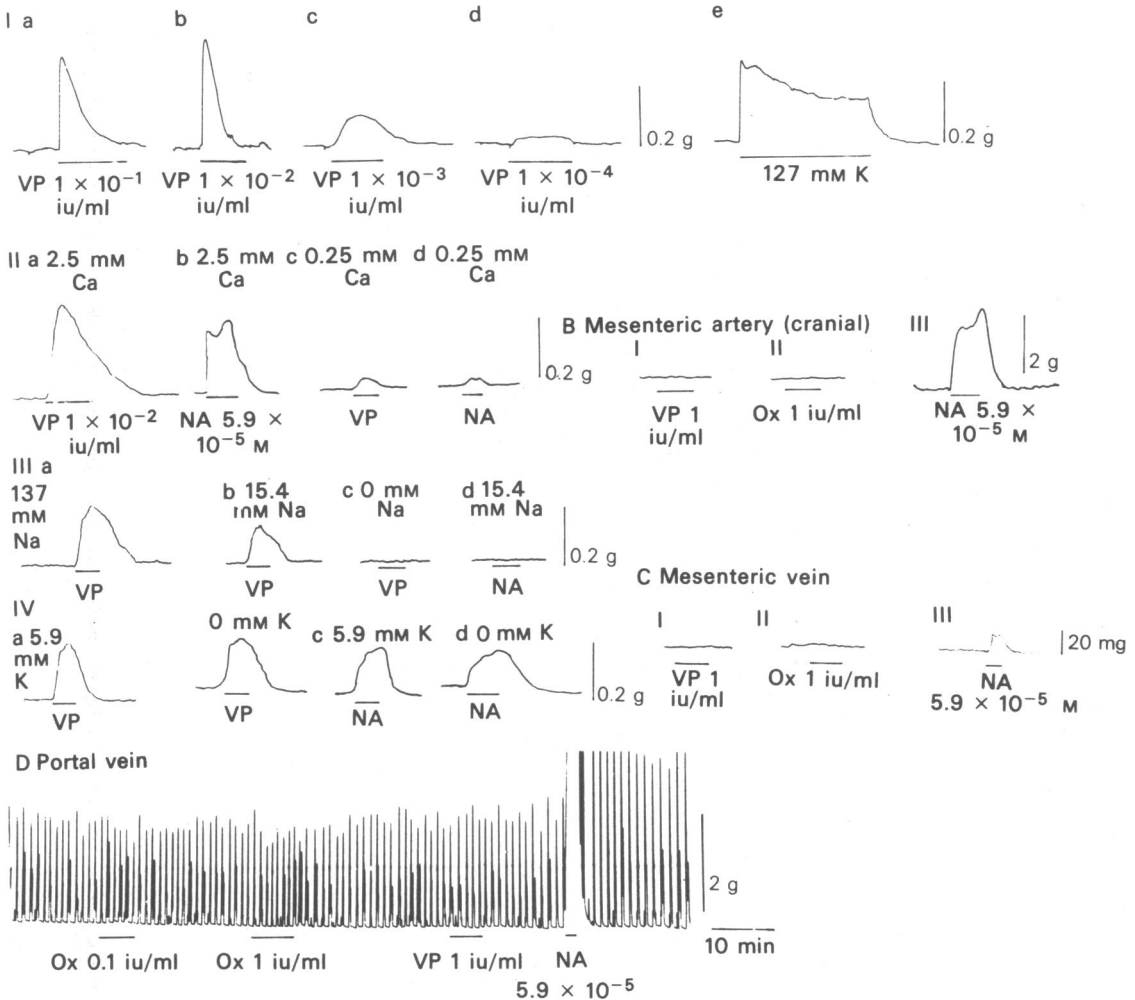 I a
b
c
d
e
0.2 g
0.2 g
VP 1 × 10⁻¹
iu/ml
VP 1 × 10⁻²
iu/ml
VP 1 × 10⁻³
iu/ml
VP 1 × 10⁻⁴
iu/ml
127 mM K
II a 2.5 mM
Ca
b 2.5 mM
Ca
c 0.25 mM
Ca
d 0.25 mM
Ca
0.2 g
VP 1 × 10⁻²
iu/ml
NA 5.9 ×
10⁻⁵ M
VP
NA
B Mesenteric artery (cranial)
I
II
III
2 g
VP 1
iu/ml
Ox 1 iu/ml
NA 5.9 ×
10⁻⁵ M
III a
137
mM
Na
b 15.4
mM Na
c 0 mM
Na
d 15.4
mM Na
0.2 g
VP
VP
VP
NA
C Mesenteric vein
I
II
III
20 mg
VP 1
iu/ml
Ox 1 iu/ml
NA
5.9 × 10⁻⁵ M
IV
a 5.9
mM
K
0 mM K
c 5.9 mM K
d 0 mM K
0.2 g
VP
VP
NA
NA
D Portal vein
2 g
10 min
Ox 0.1 iu/ml
Ox 1 iu/ml
VP 1 iu/ml
NA
5.9 × 10⁻⁵